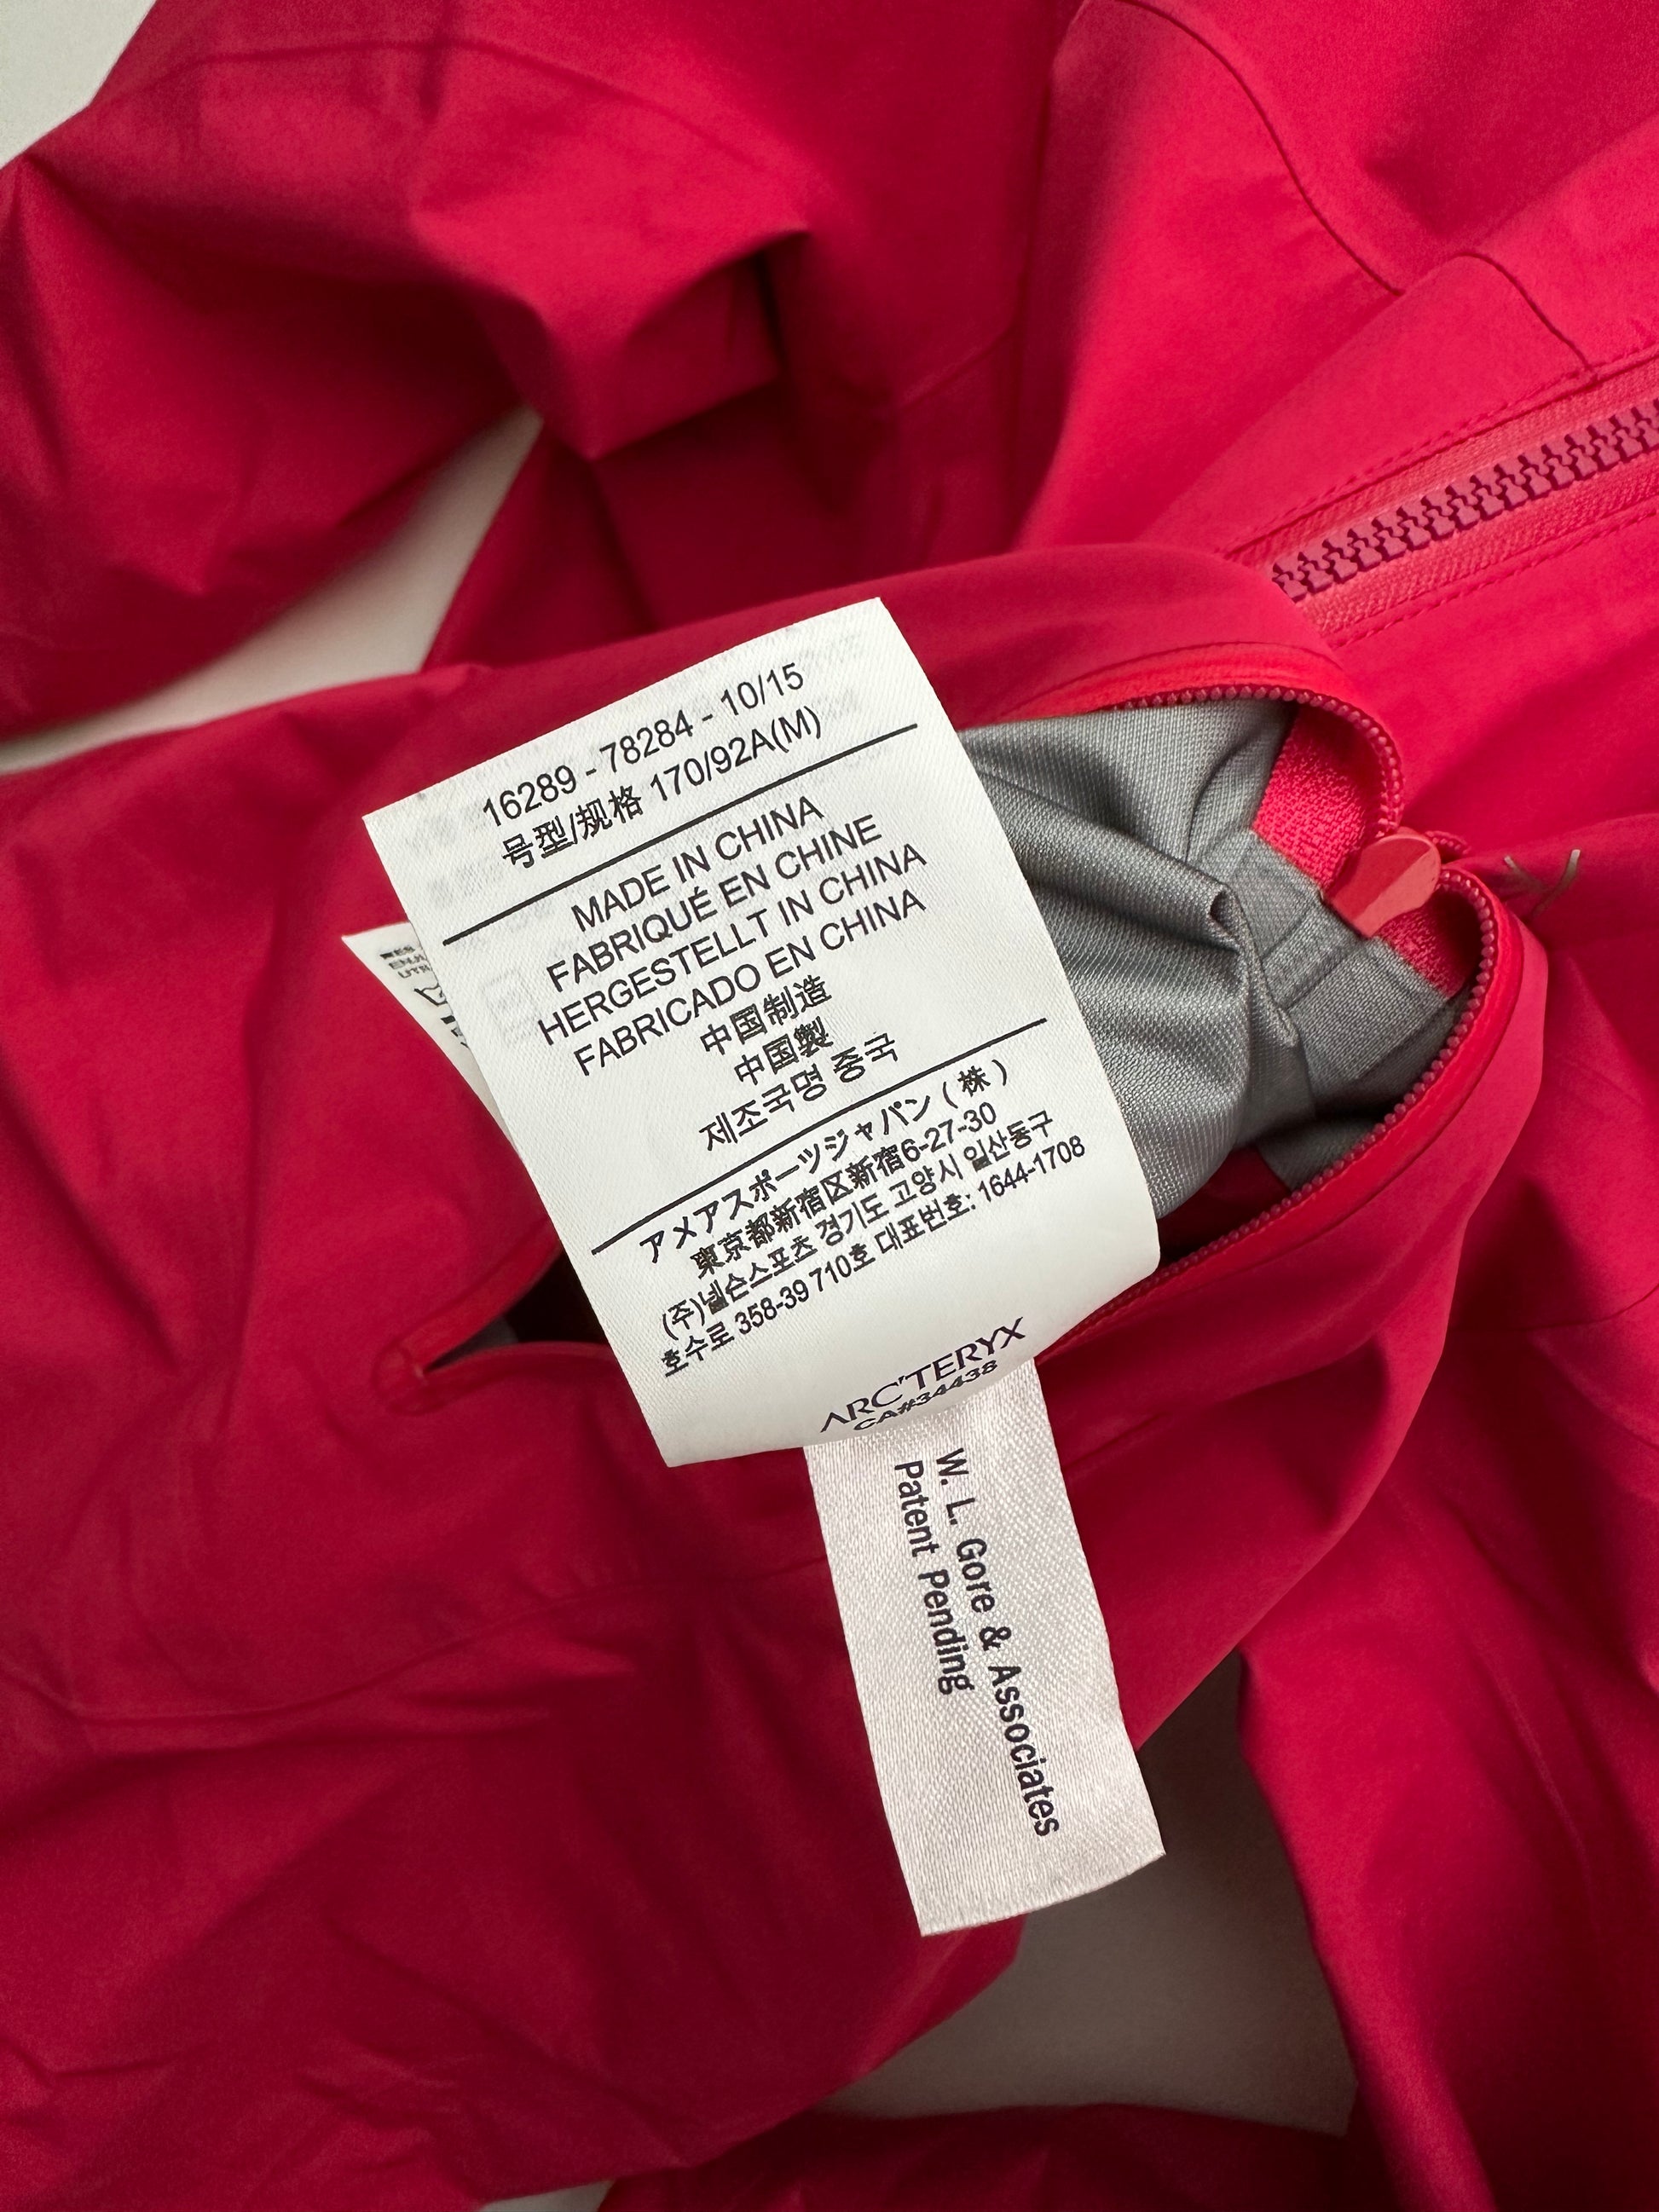 16289 - 78284 - 10/15
号型/规格 170/92A(M)
MADE IN CHINA
FABRIQUÉ EN CHINE
HERGESTELLT IN CHINA
FABRICADO EN CHINA
中国制造
中国製
제조국명 중국
アメアスポーツジャパン ( 株 )
東京都新宿区新宿6-27-30
(주)넬슨스포츠 경기도 고양시 일산동구
호수로 358-39 710호 대표번호: 1644-1708
ARC'TERYX
CA#34438
W. L. Gore & Associates
Patent Pending